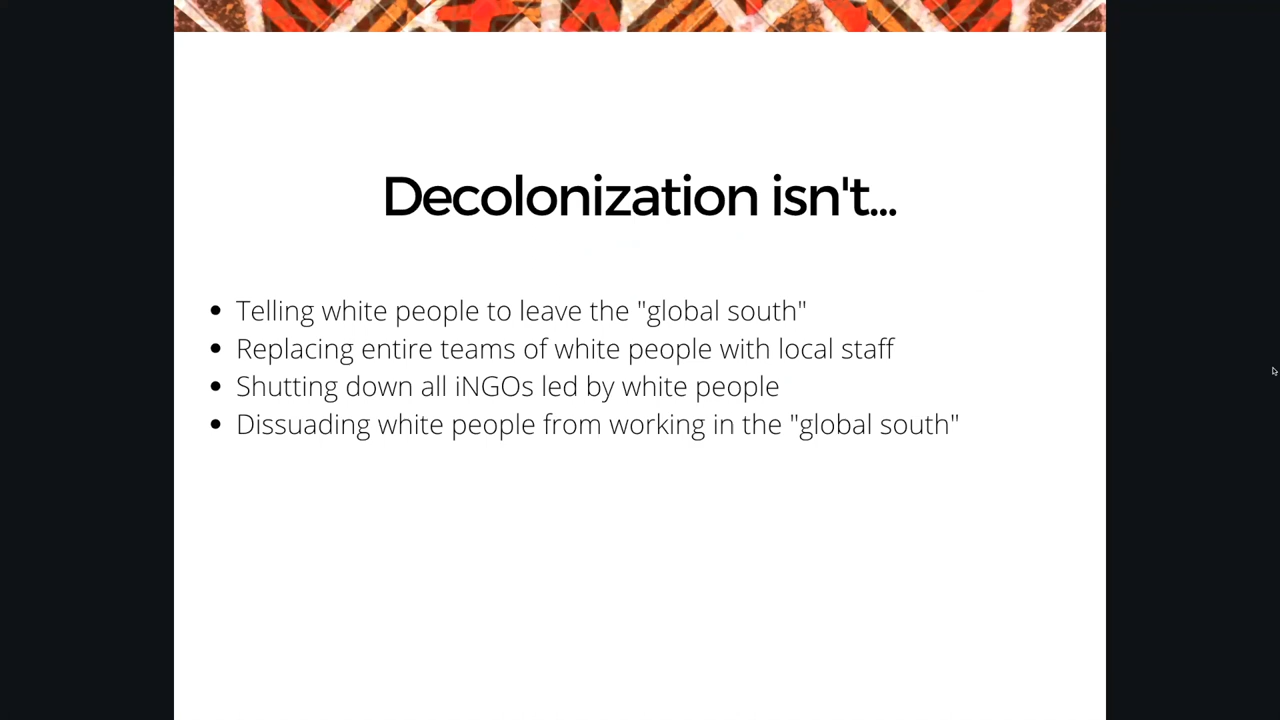 Decolonization isn't...
• Telling white people to leave the "global south"
• Replacing entire teams of white people with local staff
• Shutting down all iNGOs led by white people
• Dissuading white people from working in the "global south"